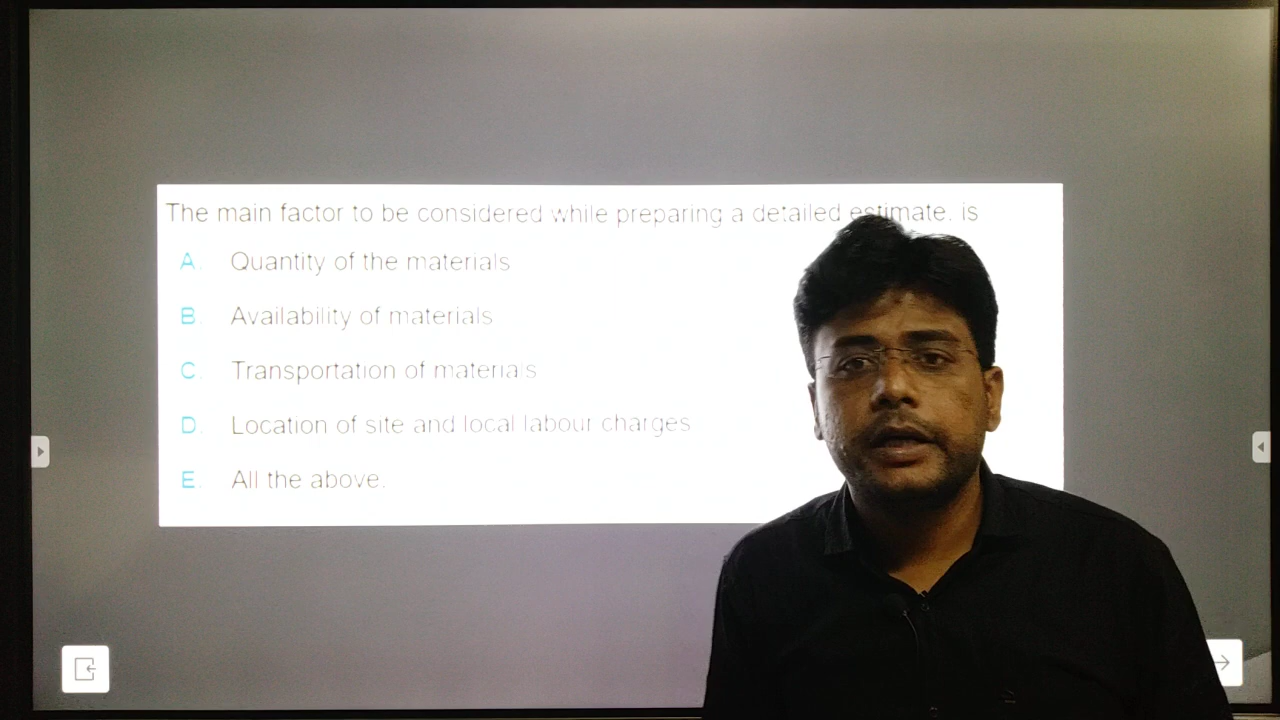 The main factor to be considered while preparing a detailed estimate, is
A. Quantity of the materials
B. Availability of materials
C. Transportation of materials
D. Location of site and local labour charges
E. All the above.